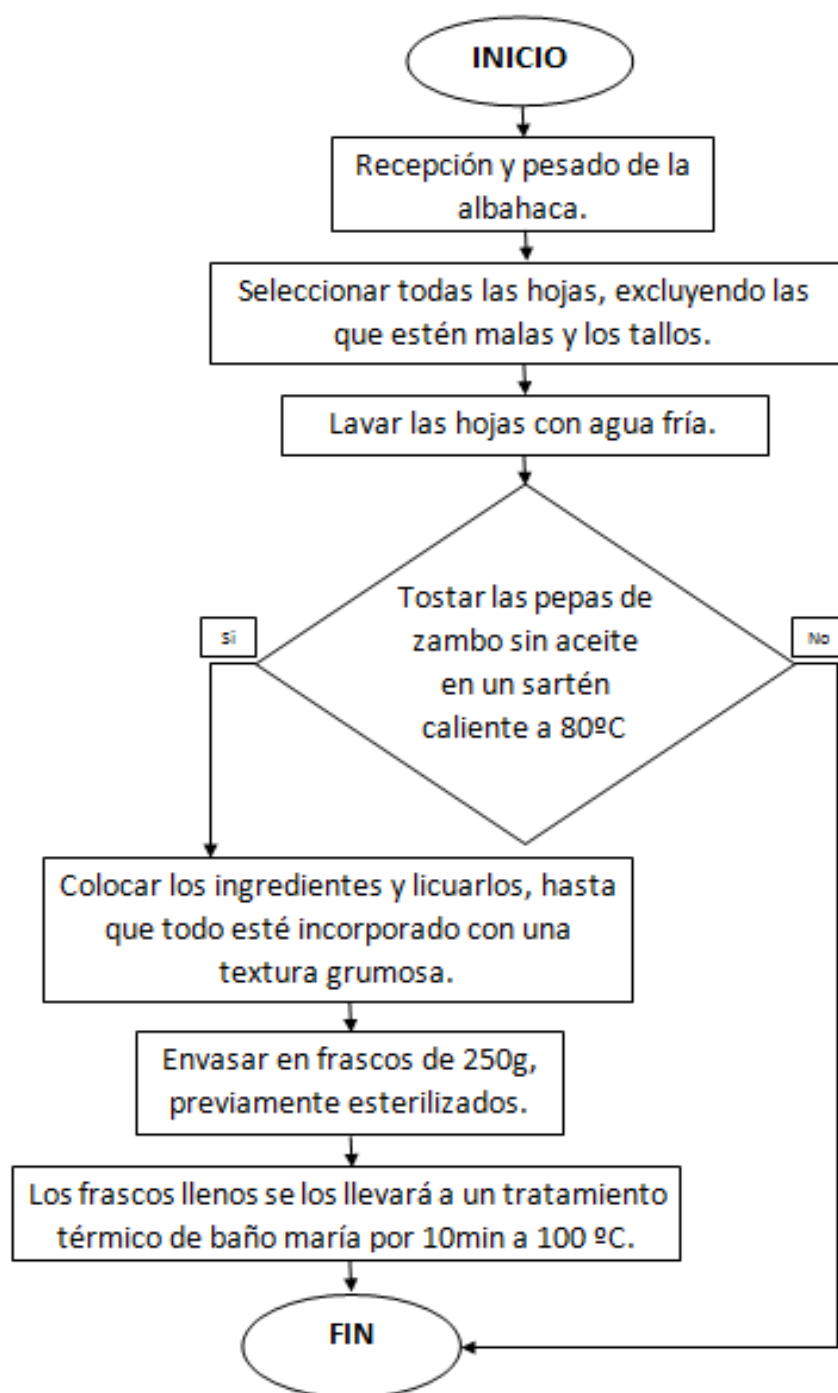 INICIO
Recepción y pesado de la
albahaca.
Seleccionar todas las hojas, excluyendo las
que estén malas y los tallos.
Lavar las hojas con agua fría.
Tostar las pepas de
zambo sin aceite
en un sartén
caliente a 80ºC
Si
No
Colocar los ingredientes y licuarlos, hasta
que todo esté incorporado con una
textura grumosa.
Envasar en frascos de 250g,
previamente esterilizados.
Los frascos llenos se los llevará a un tratamiento
térmico de baño maría por 10min a 100 ºC.
FIN